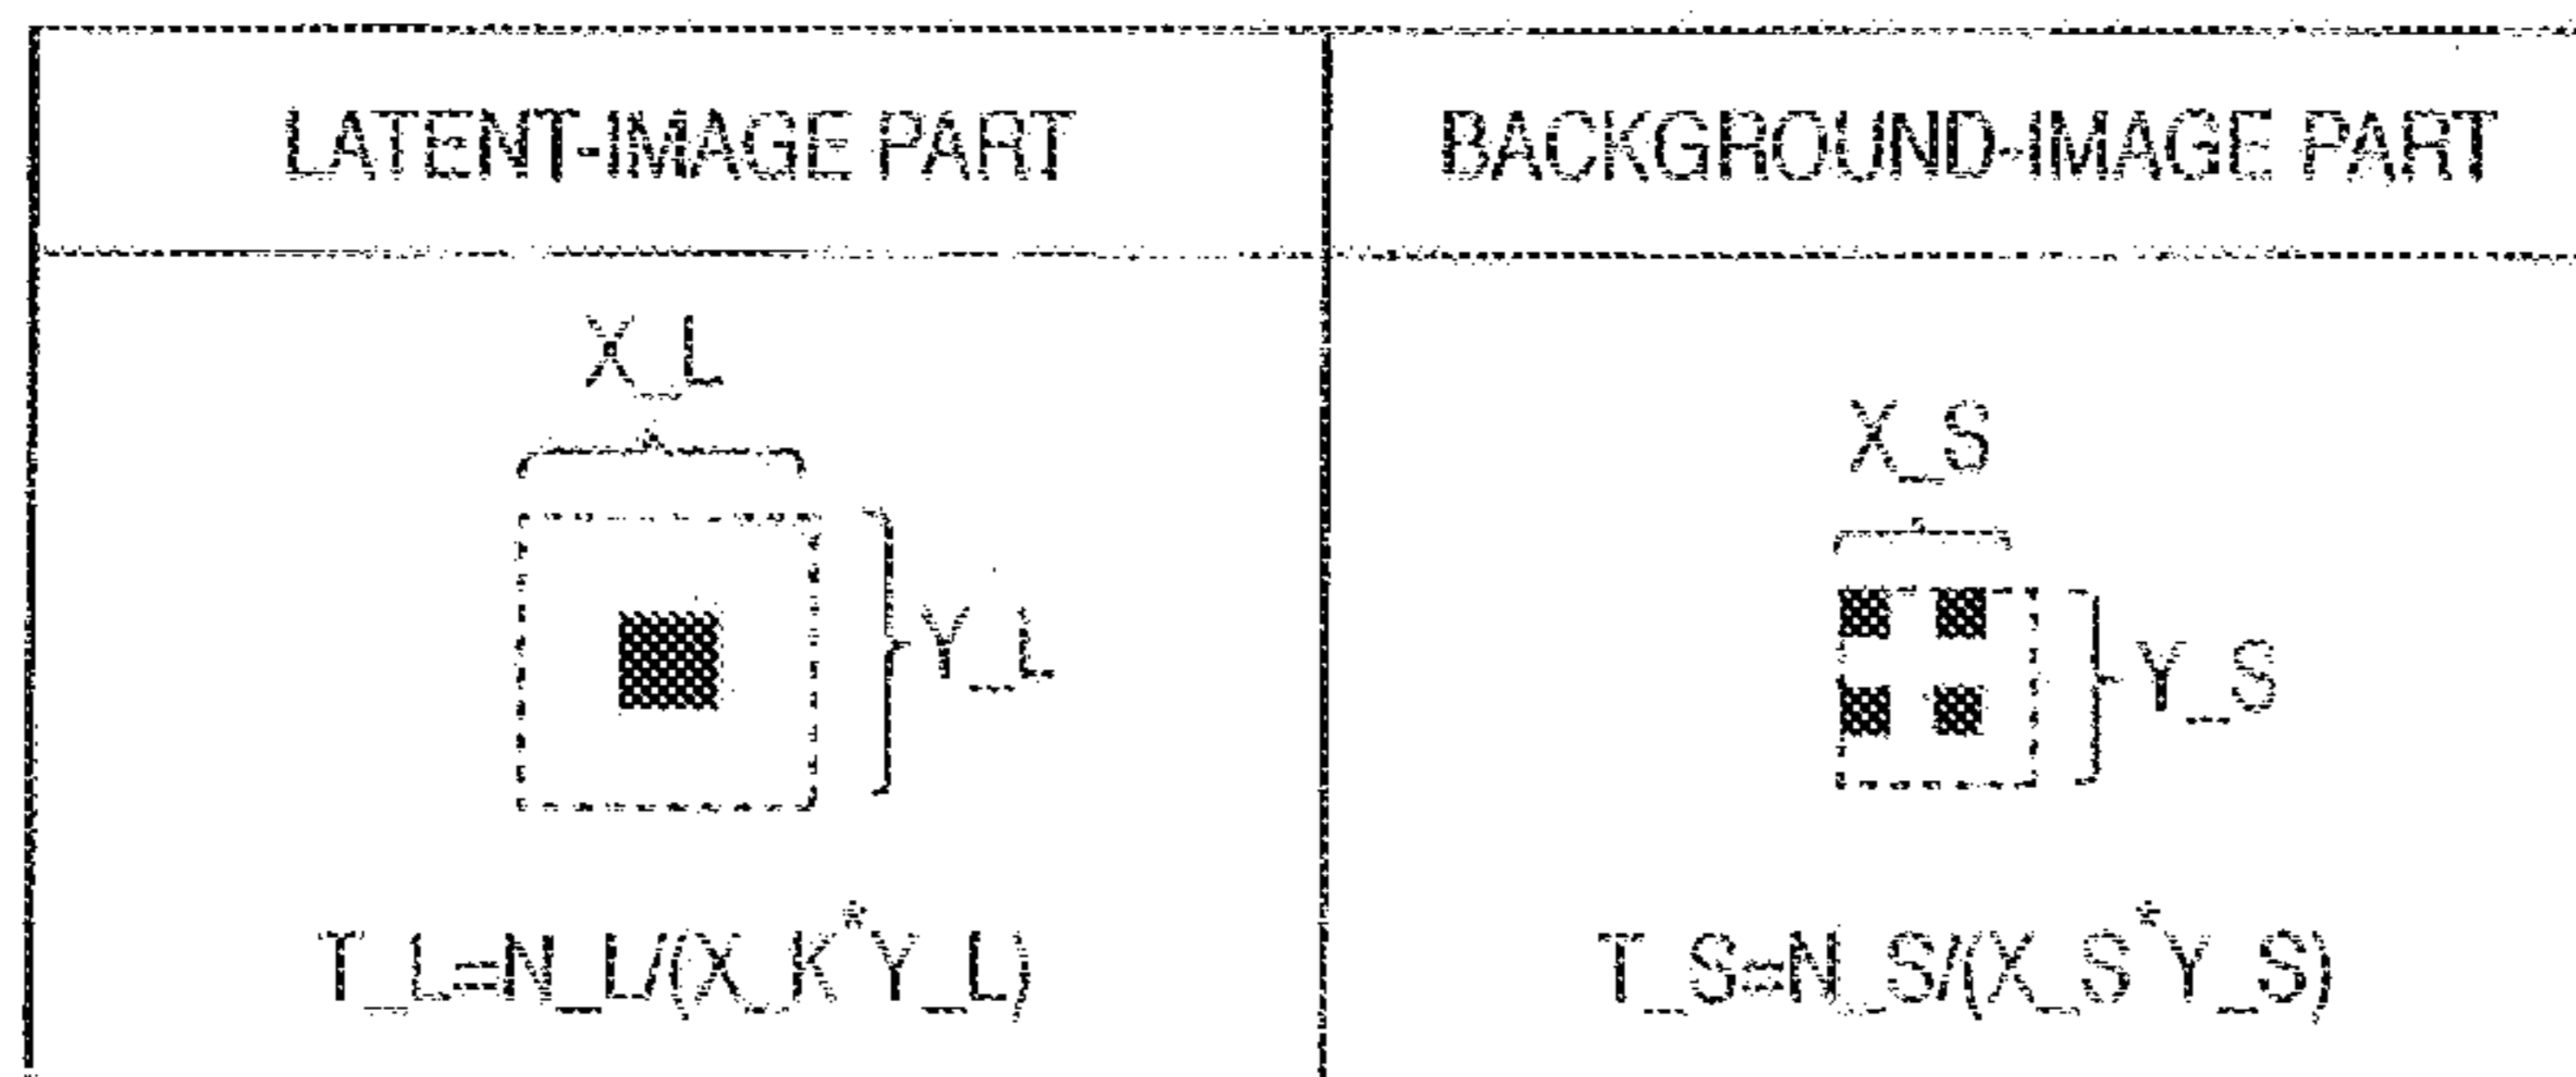 LATENT-IMAGE PART
BACKGROUND-IMAGE PART
X_L
Y_L
T_L=N_L/(X_K*Y_L)
X_S
Y_S
T_S=N_S/(X_S*Y_S)